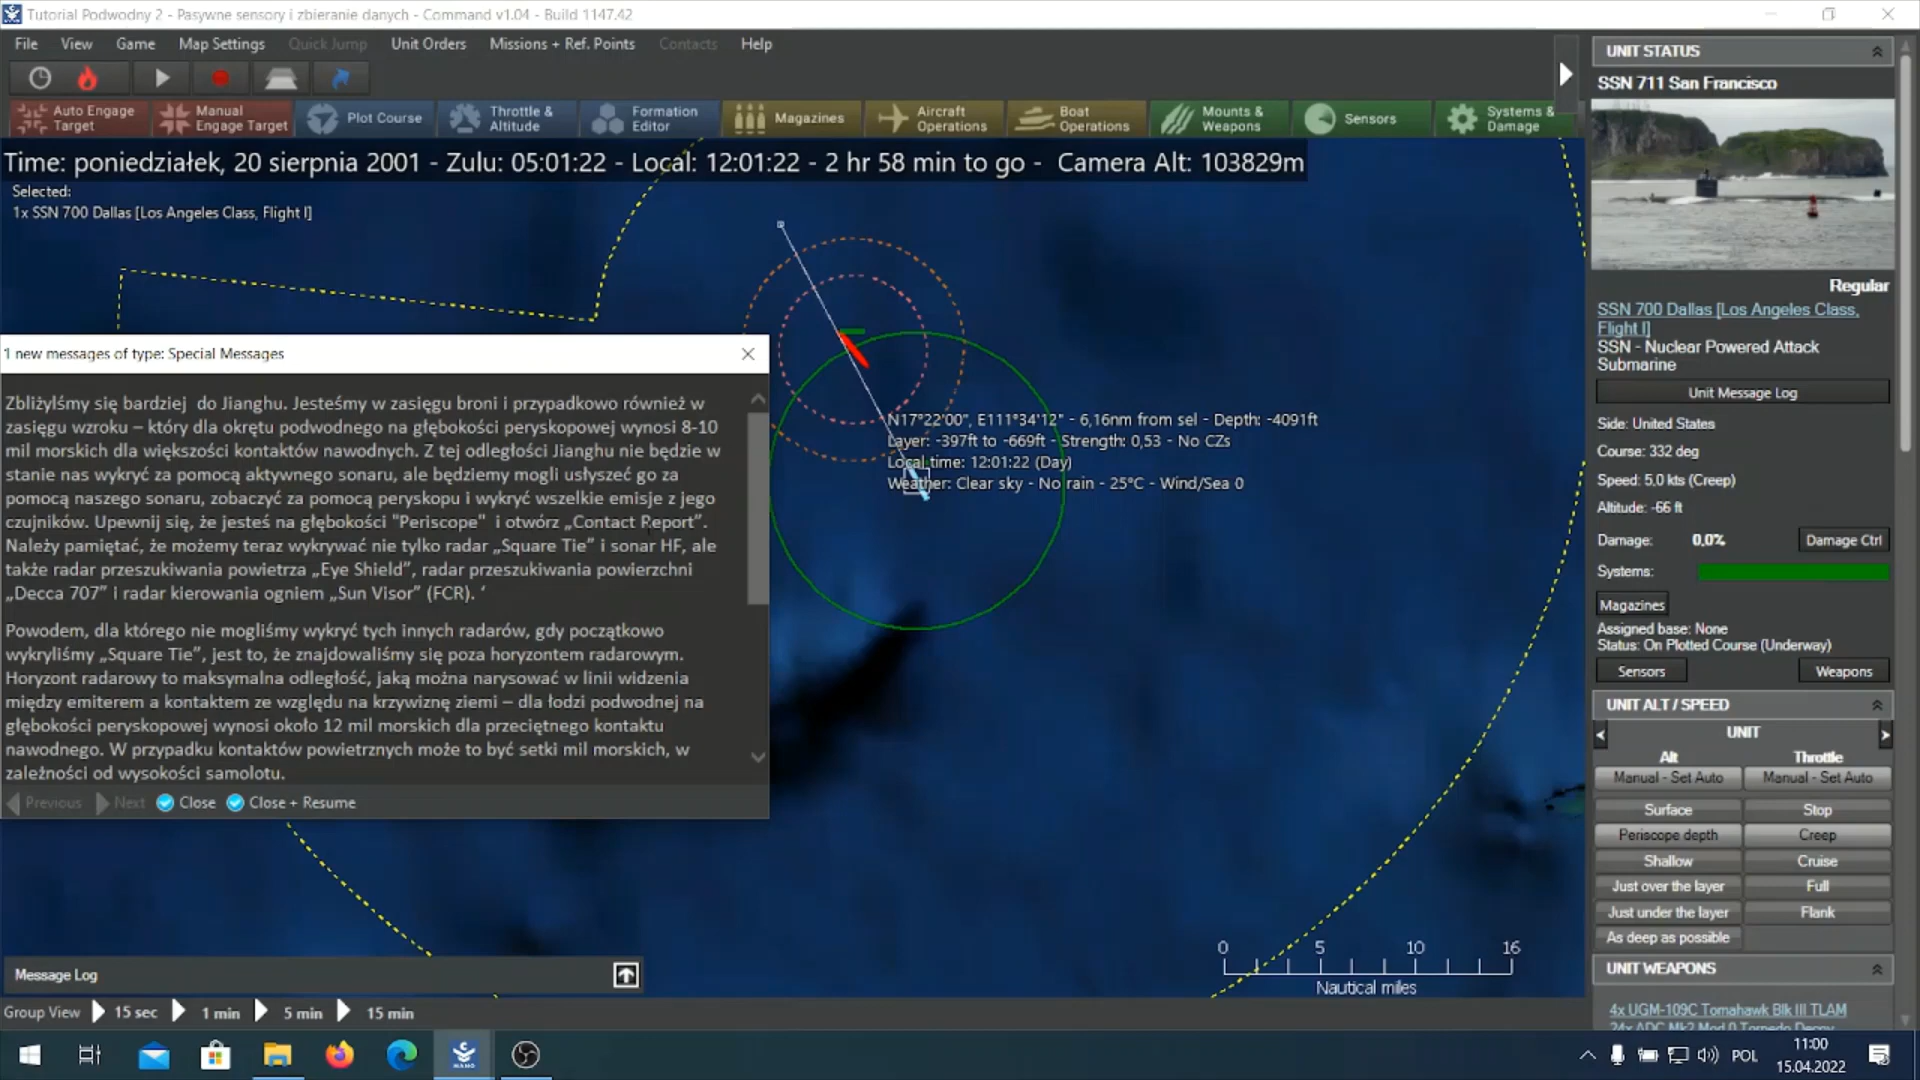 Tutorial Podwodny 2 - Pasywne sensory i zbieranie danych - Command v1.04 - Build 1147.42
File View Game Map Settings Quick Jump Unit Orders Missions + Ref. Points Contacts Help
Auto Engage Target
Manual Engage Target
Plot Course
Throttle & Altitude
Formation Editor
Magazines
Aircraft Operations
Boat Operations
Mounts & Weapons
Sensors
Systems & Damage
Time: poniedziałek, 20 sierpnia 2001 - Zulu: 05:01:22 - Local: 12:01:22 - 2 hr 58 min to go - Camera Alt: 103829m
Selected:
1x SSN 700 Dallas [Los Angeles Class, Flight I]
1 new messages of type: Special Messages
Zbliżylśmy się bardziej do Jianghu. Jesteśmy w zasięgu broni i przypadkowo również w
zasięgu wzroku – który dla okrętu podwodnego na głębokości peryskopowej wynosi 8-10
mil morskich dla większości kontaktów nawodnych. Z tej odległości Jianghu nie będzie w
stanie nas wykryć za pomocą aktywnego sonaru, ale będziemy mogli usłyszeć go za
pomocą naszego sonaru, zobaczyć za pomocą peryskopu i wykryć wszelkie emisje z jego
czujników. Upewnij się, że jesteś na głębokości "Periscope" i otwórz „Contact Report”.
Należy pamiętać, że możemy teraz wykrywać nie tylko radar „Square Tie” i sonar HF, ale
także radar przeszukiwania powietrza „Eye Shield”, radar przeszukiwania powierzchni
„Decca 707” i radar kierowania ogniem „Sun Visor” (FCR). ‘
Powodem, dla którego nie mogliśmy wykryć tych innych radarów, gdy początkowo
wykryliśmy „Square Tie”, jest to, że znajdowaliśmy się poza horyzontem radarowym.
Horyzont radarowy to maksymalna odległość, jaką można narysować w linii widzenia
między emiterem a kontaktem ze względu na krzywiznę ziemi – dla łodzi podwodnej na
głębokości peryskopowej wynosi około 12 mil morskich dla przeciętnego kontaktu
nawodnego. W przypadku kontaktów powietrznych może to być setki mil morskich, w
zależności od wysokości samolotu.
Previous Next Close Close + Resume
N17°22'00", E111°34'12" - 6,16nm from sel - Depth: -4091ft
Layer: -397ft to -669ft - Strength: 0,53 - No CZs
Local time: 12:01:22 (Day)
Weather: Clear sky - No rain - 25°C - Wind/Sea 0
0 5 10 16
Nautical miles
Message Log
Group View 15 sec 1 min 5 min 15 min
UNIT STATUS
SSN 711 San Francisco
Regular
SSN 700 Dallas [Los Angeles Class,
Flight I]
SSN - Nuclear Powered Attack
Submarine
Unit Message Log
Side: United States
Course: 332 deg
Speed: 5,0 kts (Creep)
Altitude: -66 ft
Damage: 0,0% Damage Ctrl
Systems:
Magazines
Assigned base: None
Status: On Plotted Course (Underway)
Sensors Weapons
UNIT ALT / SPEED
UNIT
Alt Throttle
Manual - Set Auto Manual - Set Auto
Surface Stop
Periscope depth Creep
Shallow Cruise
Just over the layer Full
Just under the layer Flank
As deep as possible
UNIT WEAPONS
4x UGM-109C Tomahawk Blk III TLAM
24x ADC Mk2 Mod 0 Torpedo Decoy
POL
11:00
15.04.2022